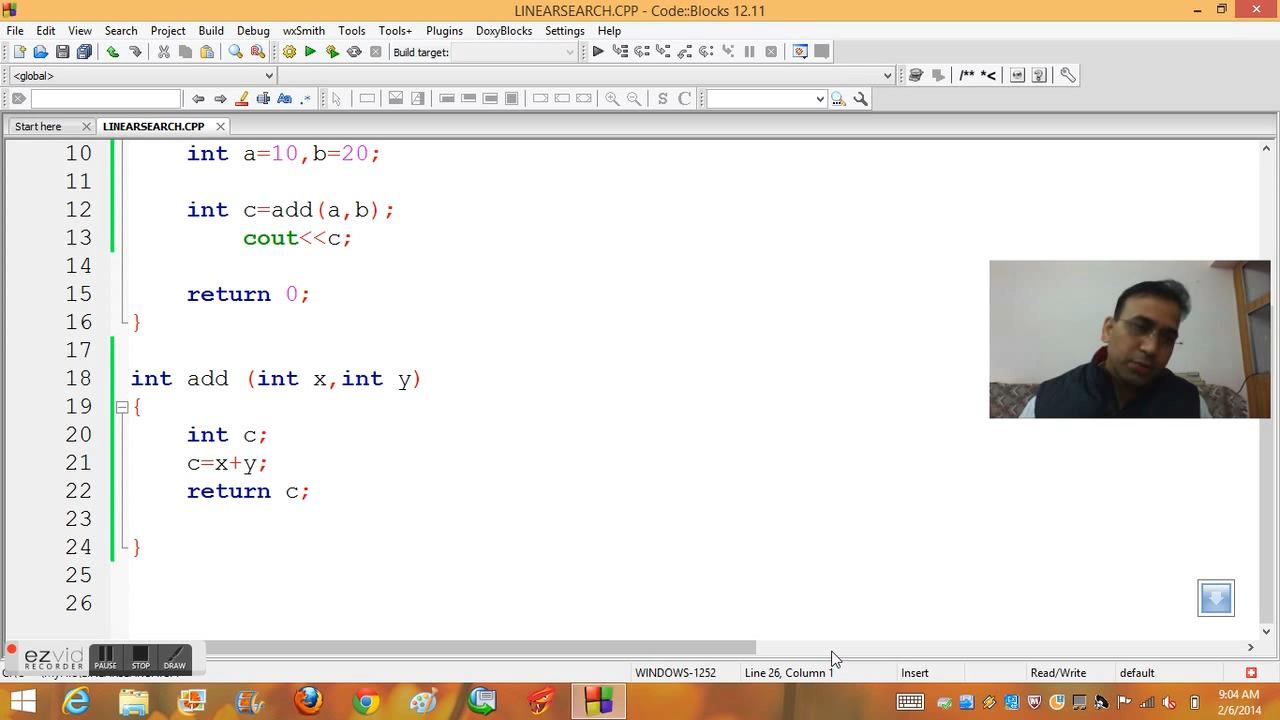 LINEARSEARCH.CPP - Code::Blocks 12.11
File Edit View Search Project Build Debug wxSmith Tools Tools+ Plugins DoxyBlocks Settings Help
Build target:
<global>
/** *<
S C
Start here LINEARSEARCH.CPP
10 int a=10,b=20;
11
12 int c=add(a,b);
13 cout<<c;
14
15 return 0;
16 }
17
18 int add (int x,int y)
19 {
20 int c;
21 c=x+y;
22 return c;
23
24 }
25
26
ezvid
RECORDER
PAUSE STOP DRAW
WINDOWS-1252 Line 26, Column 1 Insert Read/Write default
9:04 AM
2/6/2014